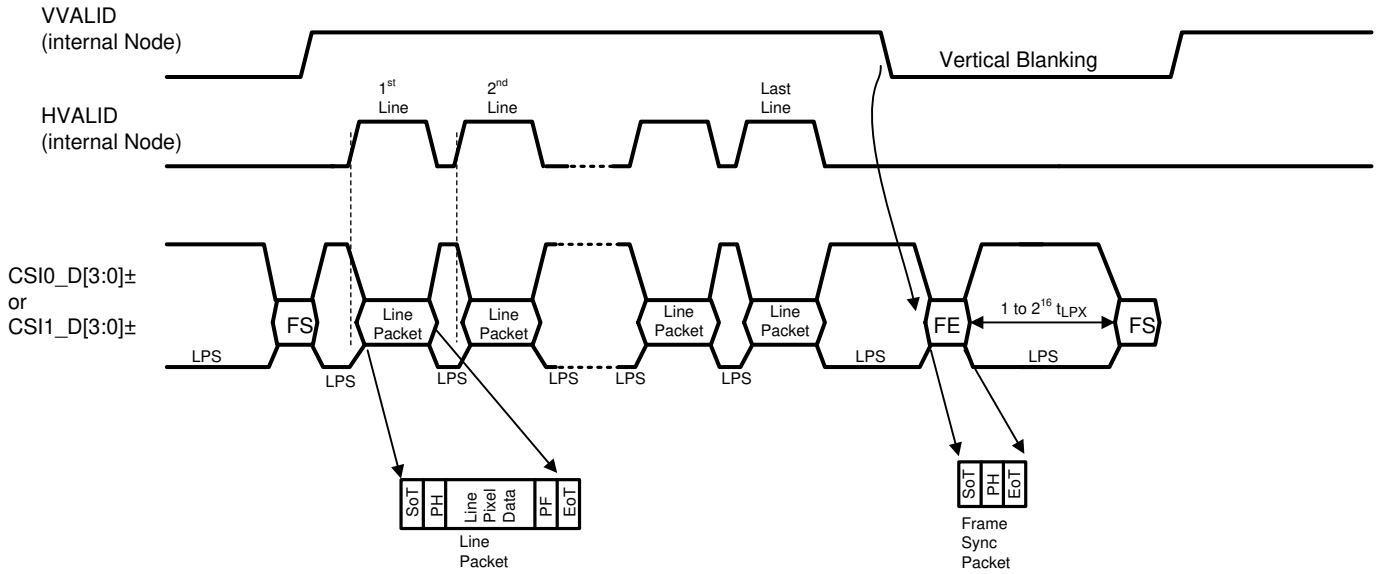 VVALID
(internal Node)
Vertical Blanking
1st
Line
2nd
Line
Last
Line
HVALID
(internal Node)
CSI0_D[3:0]±
or
CSI1_D[3:0]±
FS
Line
Packet
Line
Packet
Line
Packet
Line
Packet
FE
1 to 2^16 tLPX
FS
LPS
LPS
LPS
LPS
LPS
LPS
LPS
LPS
SoT
PH
Line
Pixel
Data
PF
EoT
Line
Packet
SoT
PH
EoT
Frame
Sync
Packet